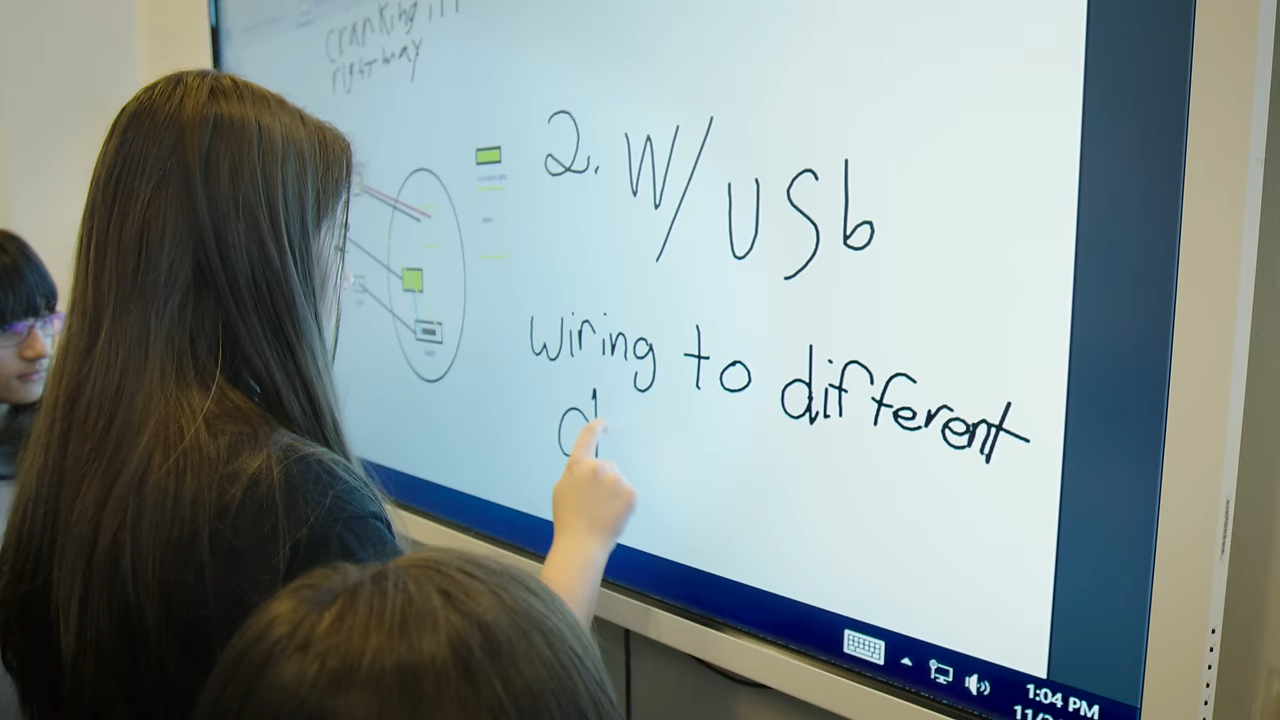 cranking it
right way
2. W/ USb
wiring to different
d
1:04 PM